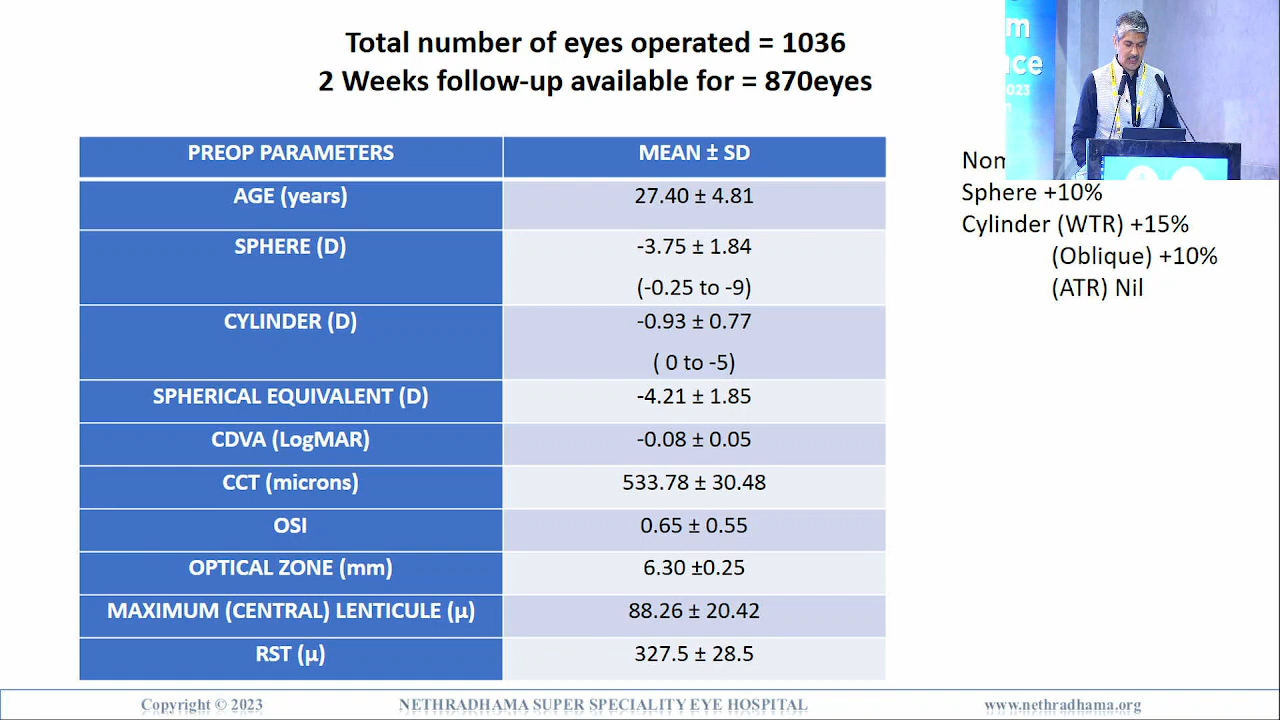 Total number of eyes operated = 1036
2 Weeks follow-up available for = 870eyes
PREOP PARAMETERS MEAN ± SD
AGE (years) 27.40 ± 4.81
SPHERE (D) -3.75 ± 1.84
(-0.25 to -9)
CYLINDER (D) -0.93 ± 0.77
( 0 to -5)
SPHERICAL EQUIVALENT (D) -4.21 ± 1.85
CDVA (LogMAR) -0.08 ± 0.05
CCT (microns) 533.78 ± 30.48
OSI 0.65 ± 0.55
OPTICAL ZONE (mm) 6.30 ±0.25
MAXIMUM (CENTRAL) LENTICULE (µ) 88.26 ± 20.42
RST (µ) 327.5 ± 28.5
Sphere +10%
Cylinder (WTR) +15%
(Oblique) +10%
(ATR) Nil
Copyright © 2023 NETHRADHAMA SUPER SPECIALITY EYE HOSPITAL www.nethradhama.org